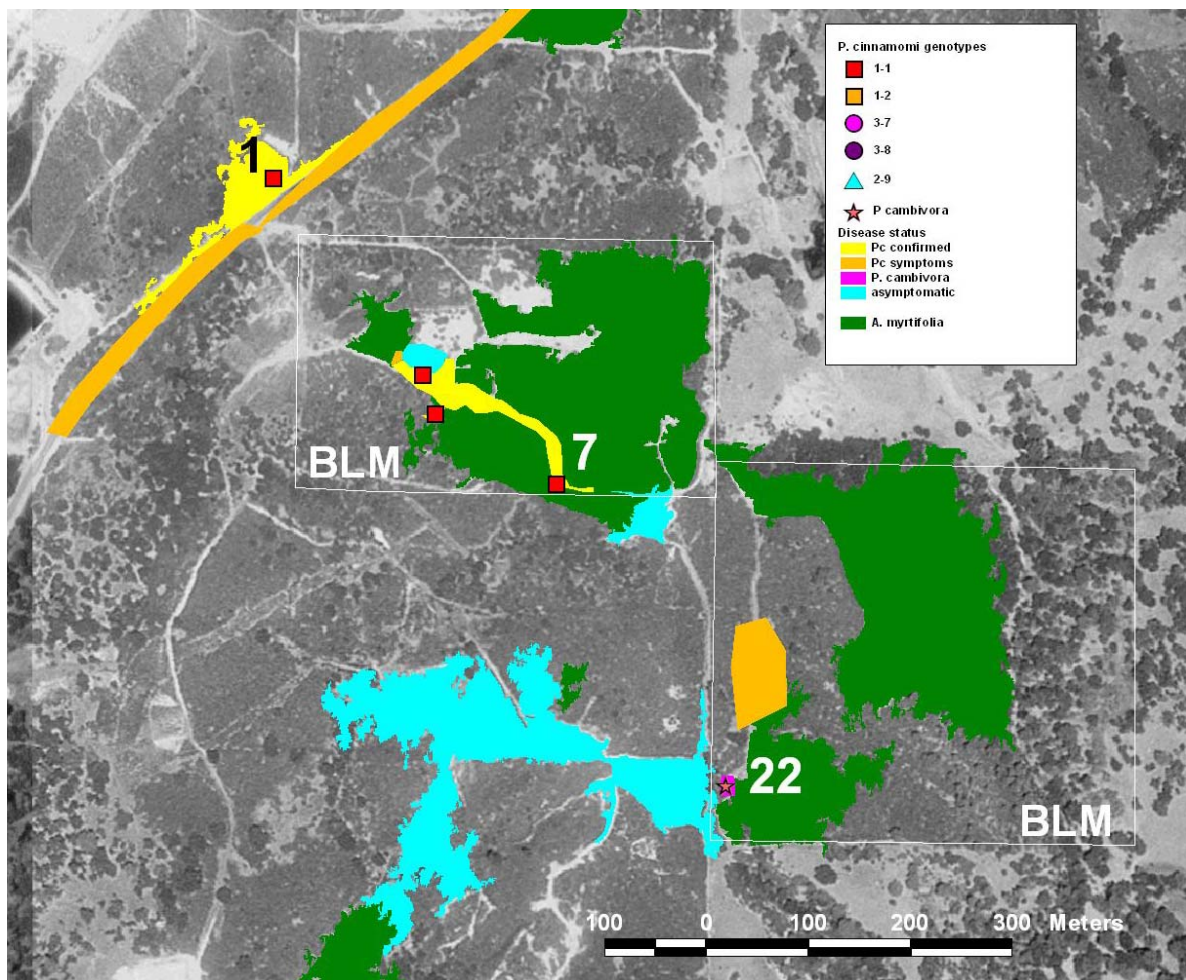 P. cinnamomi genotypes
1-1
1-2
3-7
3-8
2-9
P cambivora
Disease status
Pc confirmed
Pc symptoms
P. cambivora
asymptomatic
A. myrtifolia
1
7
BLM
22
BLM
100 0 100 200 300 Meters